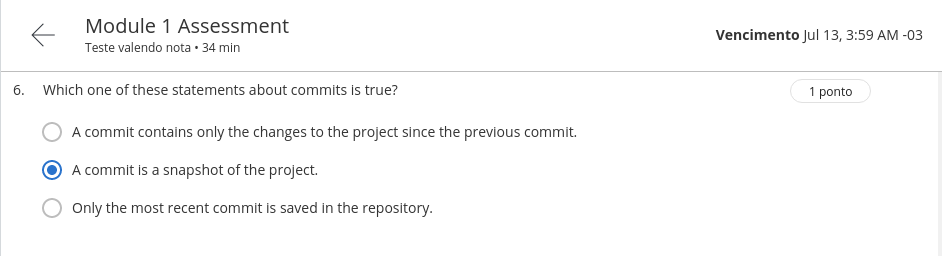 Module 1 Assessment
Teste valendo nota • 34 min
Vencimento Jul 13, 3:59 AM -03
6. Which one of these statements about commits is true?
1 ponto
A commit contains only the changes to the project since the previous commit.
A commit is a snapshot of the project.
Only the most recent commit is saved in the repository.